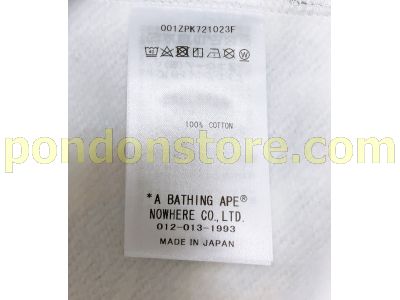 001ZPK721023F
100% COTTON
pondonstore.com
*A BATHING APE®
NOWHERE CO.,LTD.
012-013-1993
MADE IN JAPAN